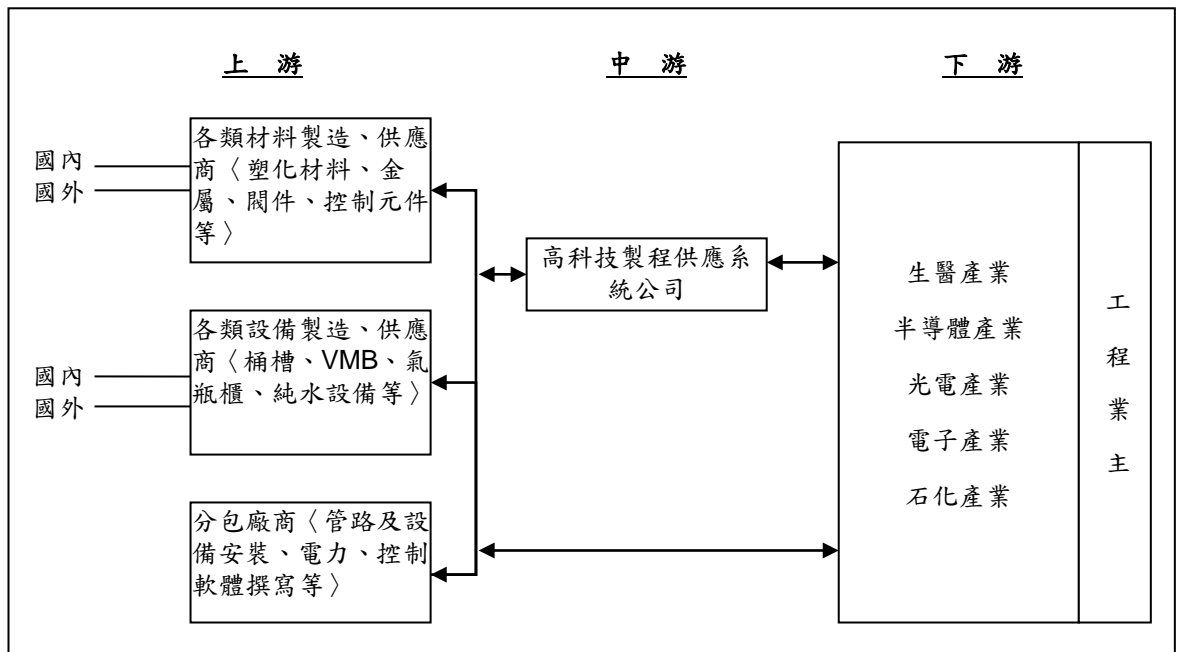 上 游
中 游
下 游
國內
國外
各類材料製造、供應
商〈塑化材料、金
屬、閥件、控制元件
等〉
國內
國外
各類設備製造、供應
商〈桶槽、VMB、氣
瓶櫃、純水設備等〉
分包廠商〈管路及設
備安裝、電力、控制
軟體撰寫等〉
高科技製程供應系
統公司
生醫產業
半導體產業
光電產業
電子產業
石化產業
工
程
業
主